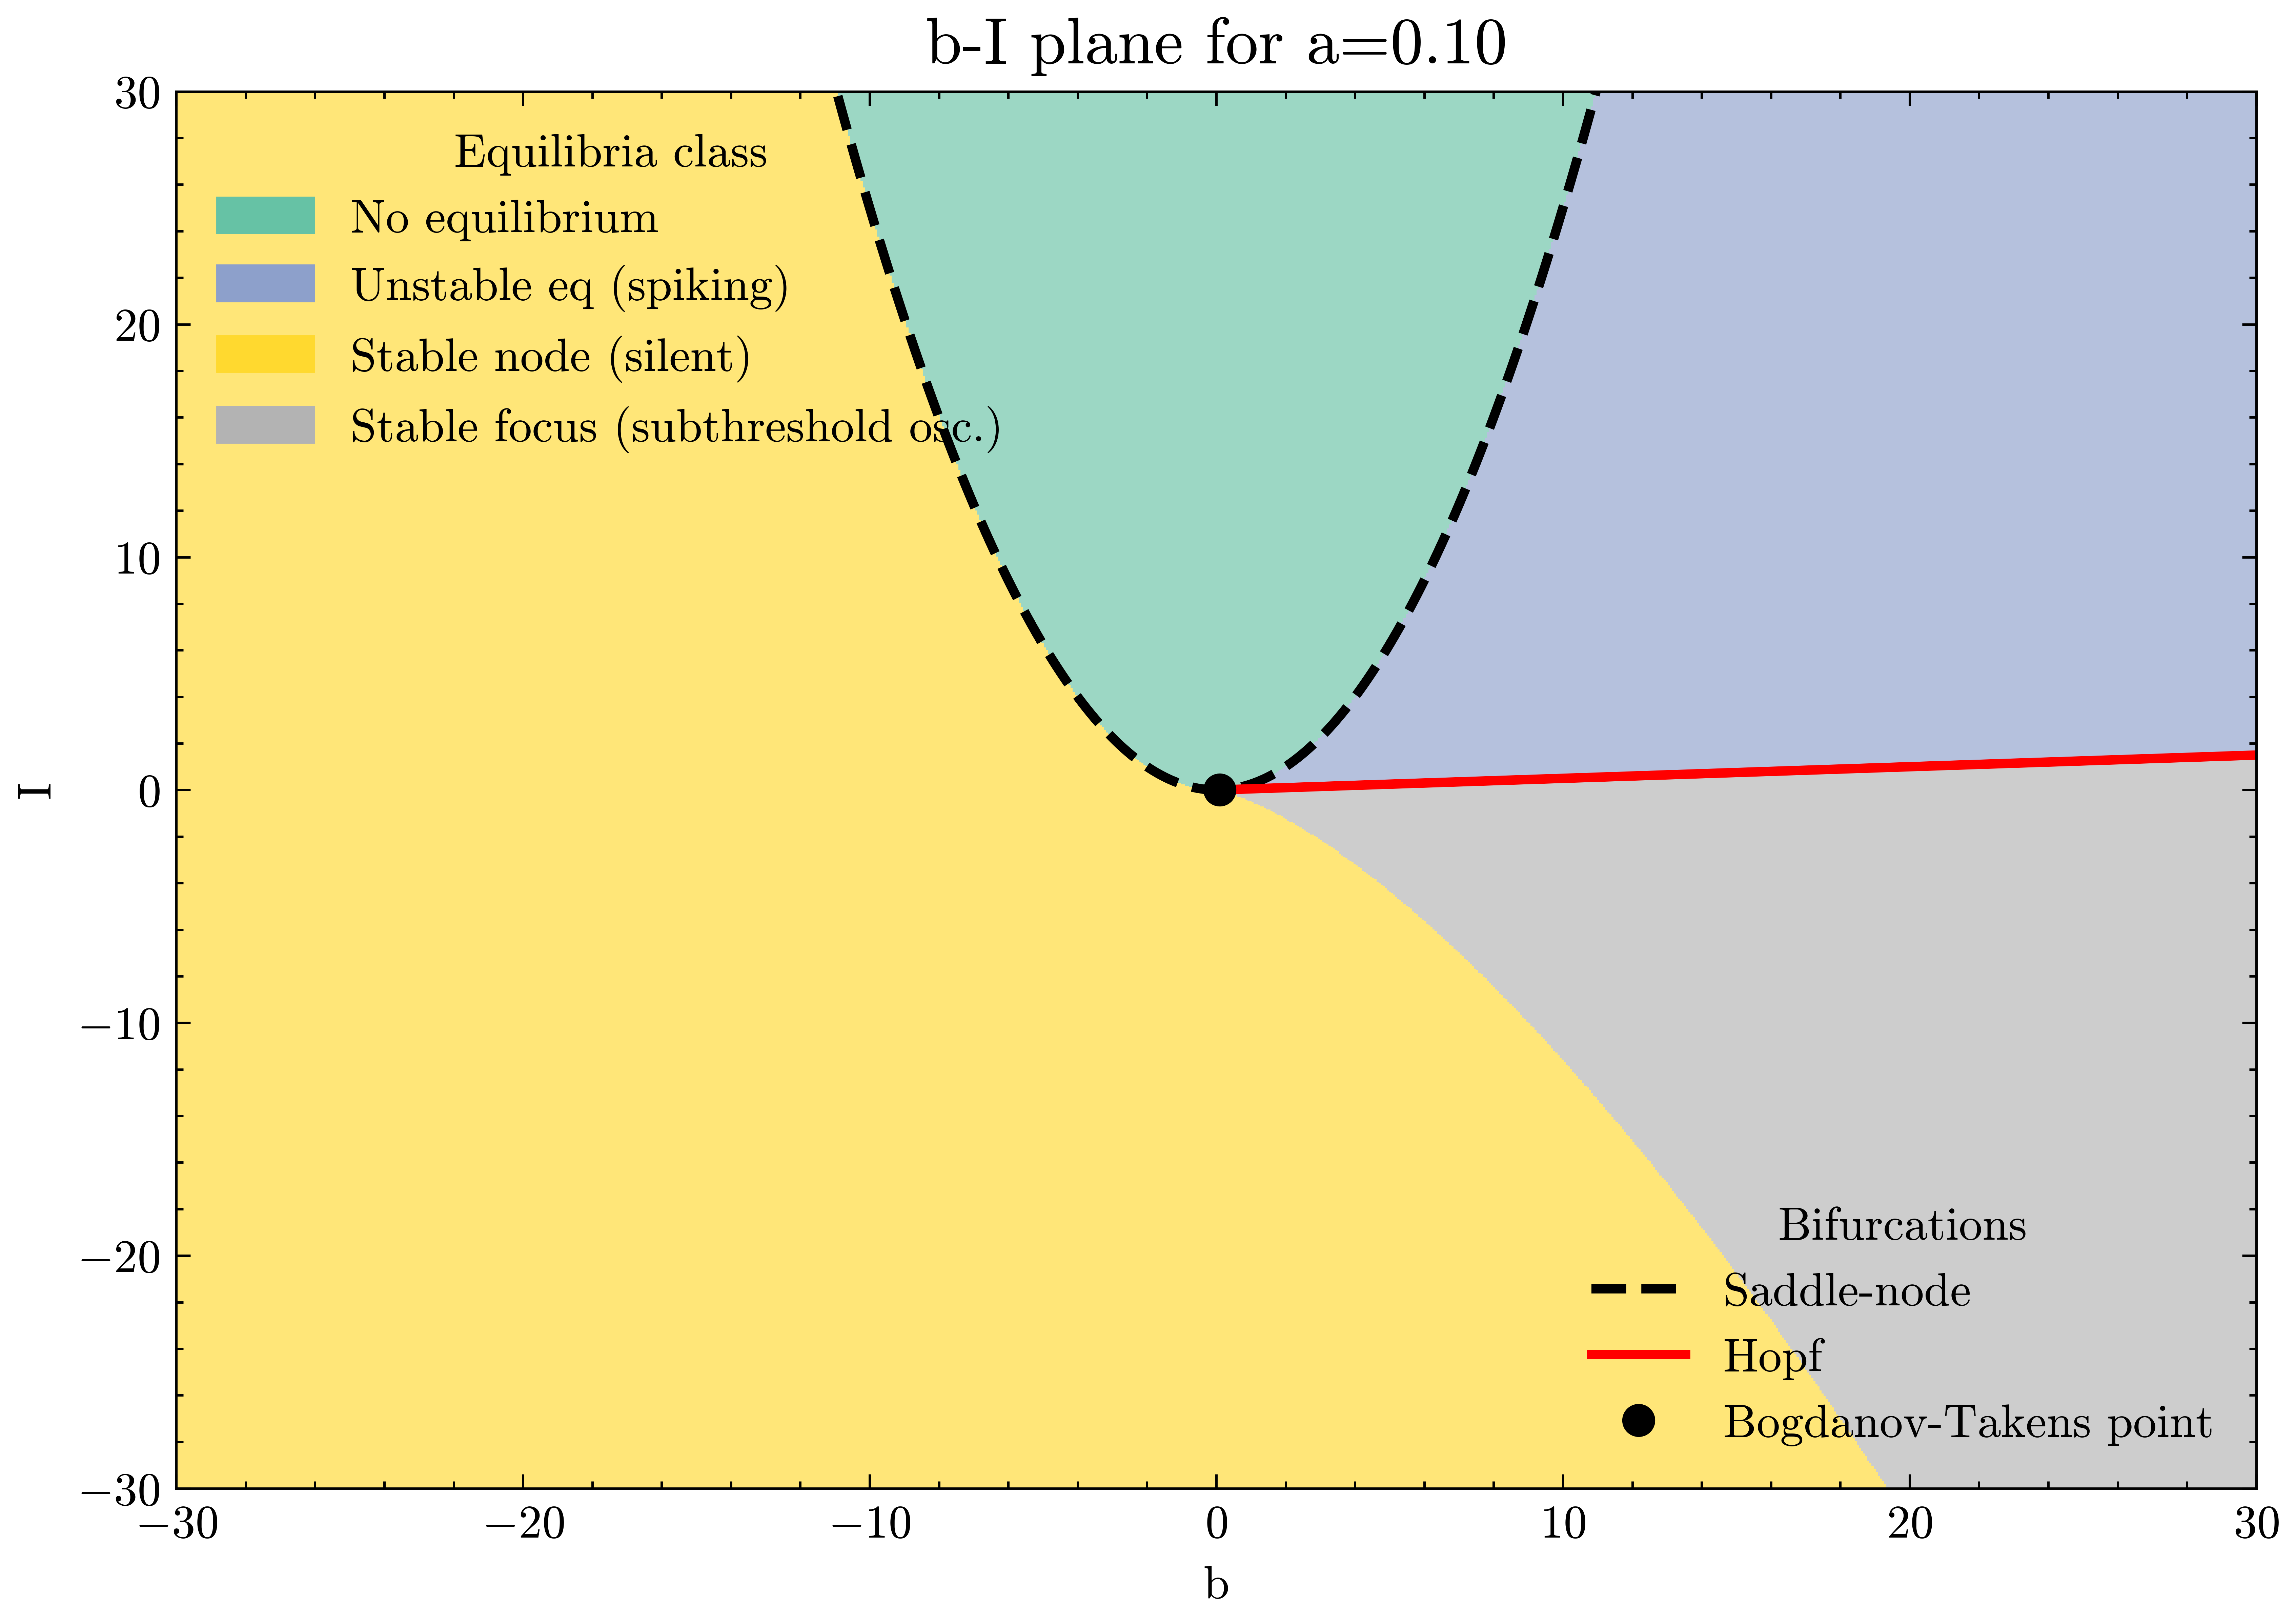 b-I plane for a=0.10
30
20
10
0
−10
−20
−30
I
Equilibria class
No equilibrium
Unstable eq (spiking)
Stable node (silent)
Stable focus (subthreshold osc.)
Bifurcations
Saddle-node
Hopf
Bogdanov-Takens point
−30 −20 −10 0 10 20 30
b